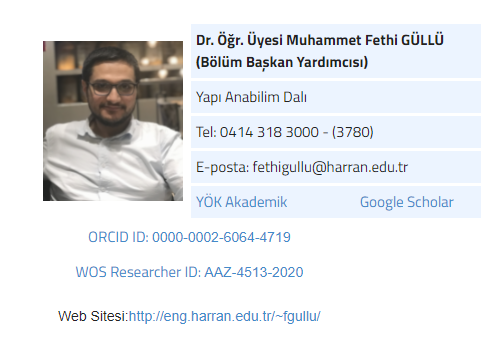 Dr. Öğr. Üyesi Muhammet Fethi GÜLLÜ
(Bölüm Başkan Yardımcısı)
Yapı Anabilim Dalı
Tel: 0414 318 3000 - (3780)
E-posta: fethigullu@harran.edu.tr
YÖK Akademik Google Scholar
ORCID ID: 0000-0002-6064-4719
WOS Researcher ID: AAZ-4513-2020
Web Sitesi:http://eng.harran.edu.tr/~fgullu/